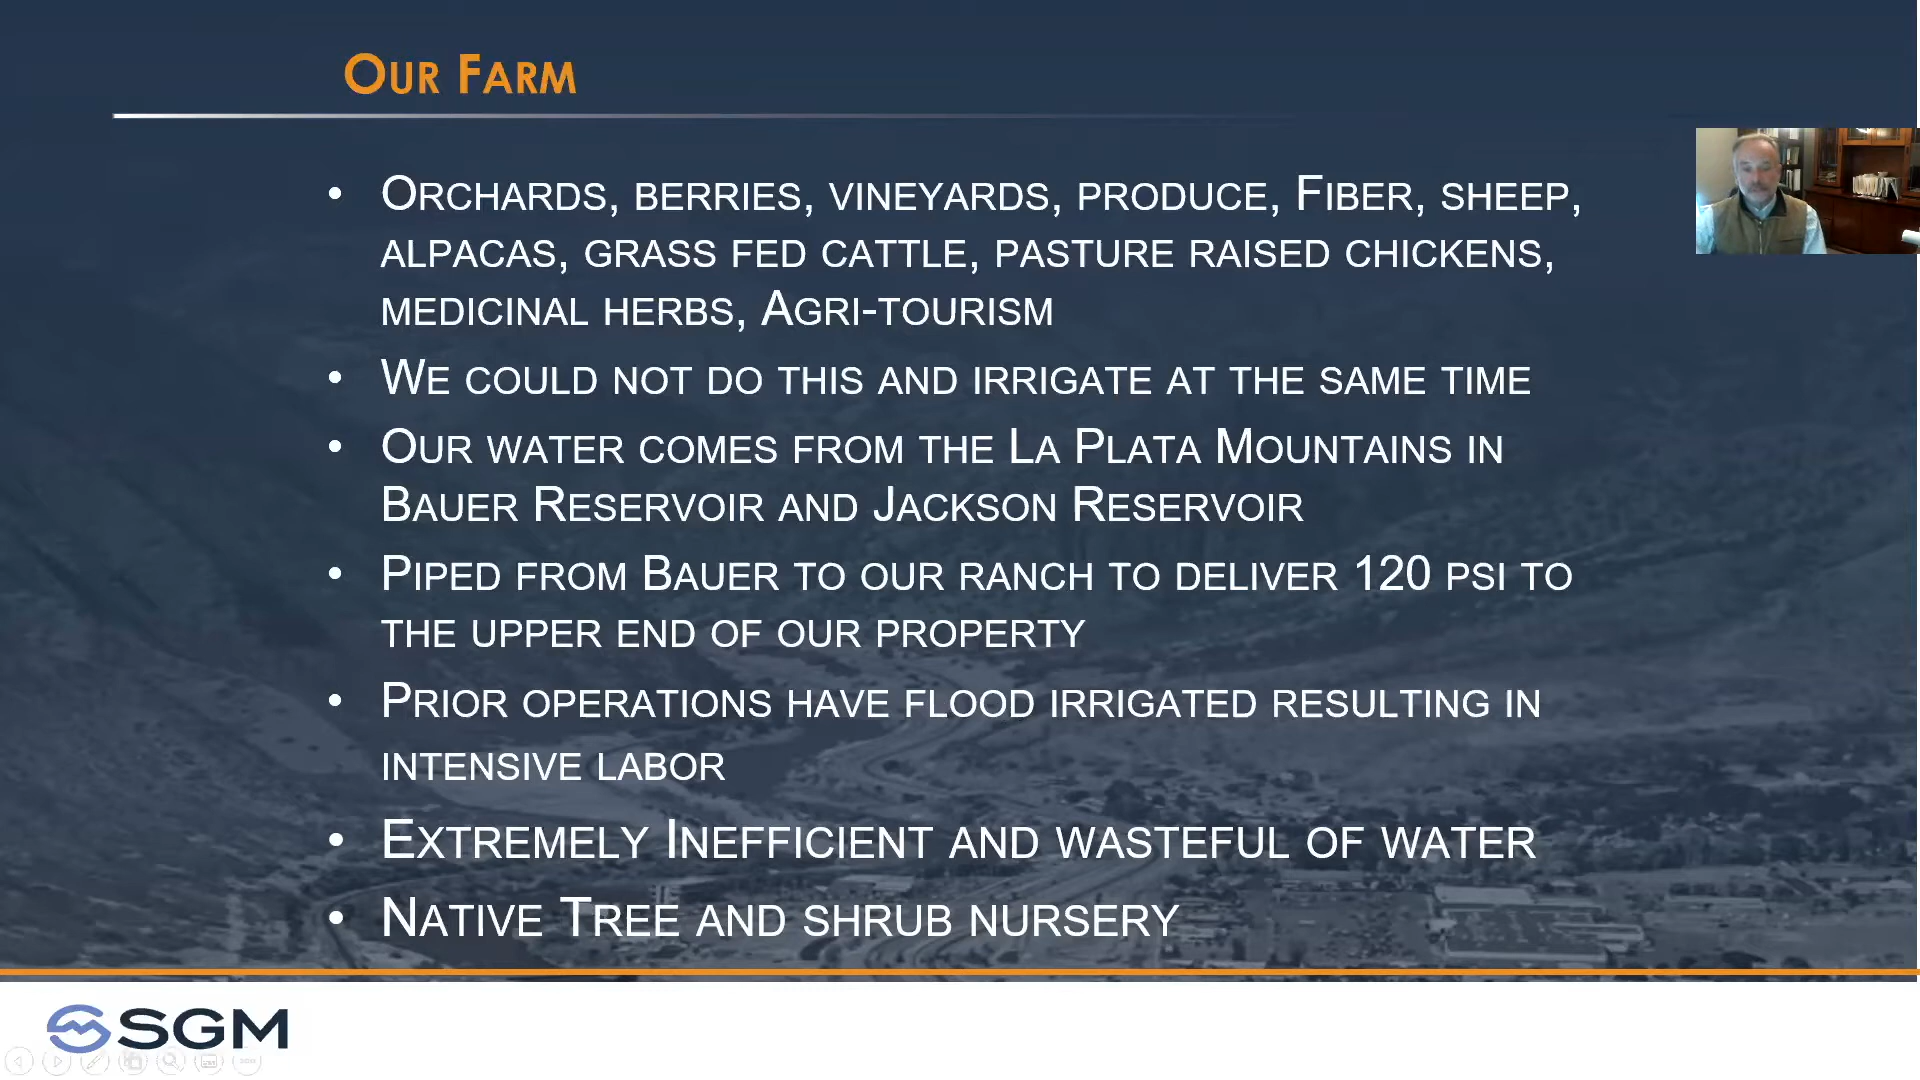 OUR FARM
• ORCHARDS, BERRIES, VINEYARDS, PRODUCE, FIBER, SHEEP,
ALPACAS, GRASS FED CATTLE, PASTURE RAISED CHICKENS,
MEDICINAL HERBS, AGRI-TOURISM
• WE COULD NOT DO THIS AND IRRIGATE AT THE SAME TIME
• OUR WATER COMES FROM THE LA PLATA MOUNTAINS IN
BAUER RESERVOIR AND JACKSON RESERVOIR
• PIPED FROM BAUER TO OUR RANCH TO DELIVER 120 PSI TO
THE UPPER END OF OUR PROPERTY
• PRIOR OPERATIONS HAVE FLOOD IRRIGATED RESULTING IN
INTENSIVE LABOR
• EXTREMELY INEFFICIENT AND WASTEFUL OF WATER
• NATIVE TREE AND SHRUB NURSERY
SGM